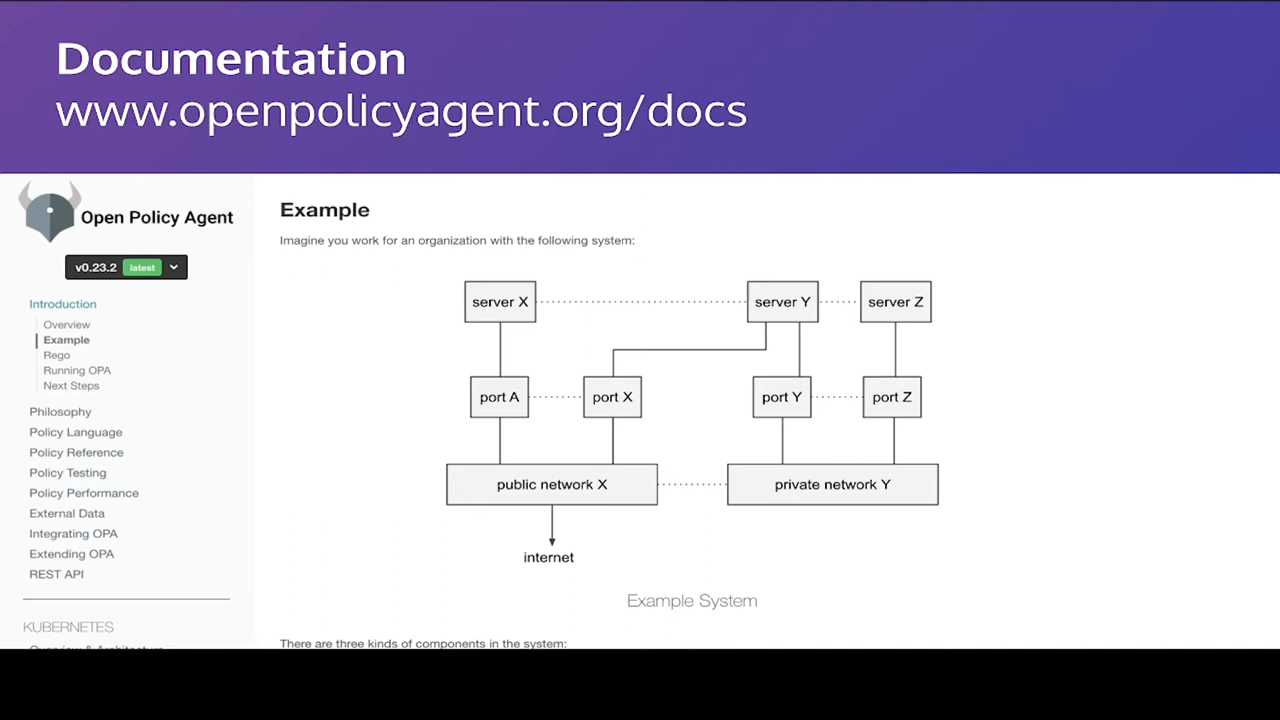 Documentation
www.openpolicyagent.org/docs
Open Policy Agent
v0.23.2 latest
Introduction
Overview
Example
Rego
Running OPA
Next Steps
Philosophy
Policy Language
Policy Reference
Policy Testing
Policy Performance
External Data
Integrating OPA
Extending OPA
REST API
KUBERNETES
Overview & Architecture
Example
Imagine you work for an organization with the following system:
server X
server Y
server Z
port A
port X
port Y
port Z
public network X
private network Y
internet
Example System
There are three kinds of components in the system: